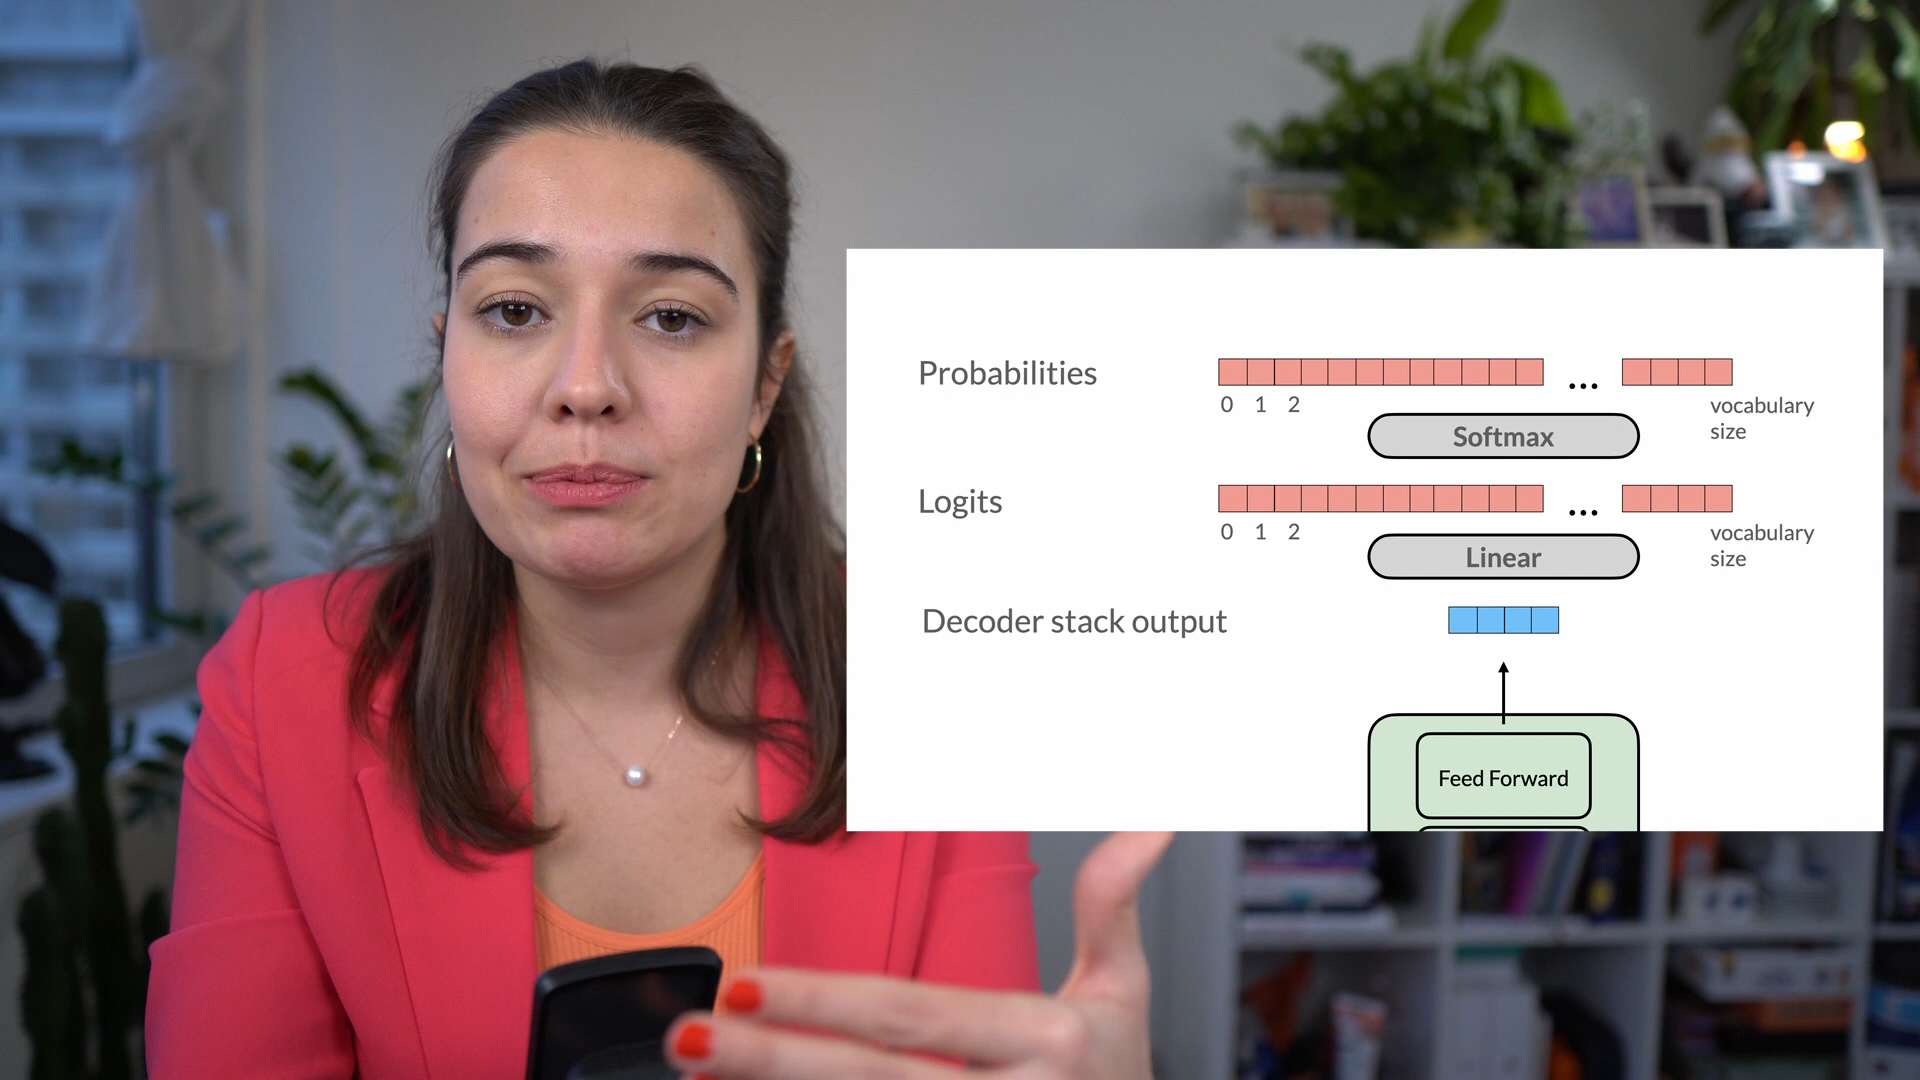 Probabilities
...
0 1 2
vocabulary
size
Softmax
Logits
...
0 1 2
vocabulary
size
Linear
Decoder stack output
Feed Forward